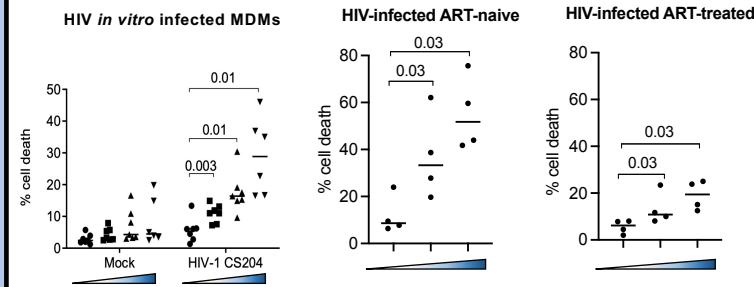 HIV in vitro infected MDMs
% cell death
50
40
30
20
10
0
0.003
0.01
0.01
Mock
HIV-1 CS204
HIV-infected ART-naive
% cell death
80
60
40
20
0
0.03
0.03
HIV-infected ART-treated
% cell death
80
60
40
20
0
0.03
0.03